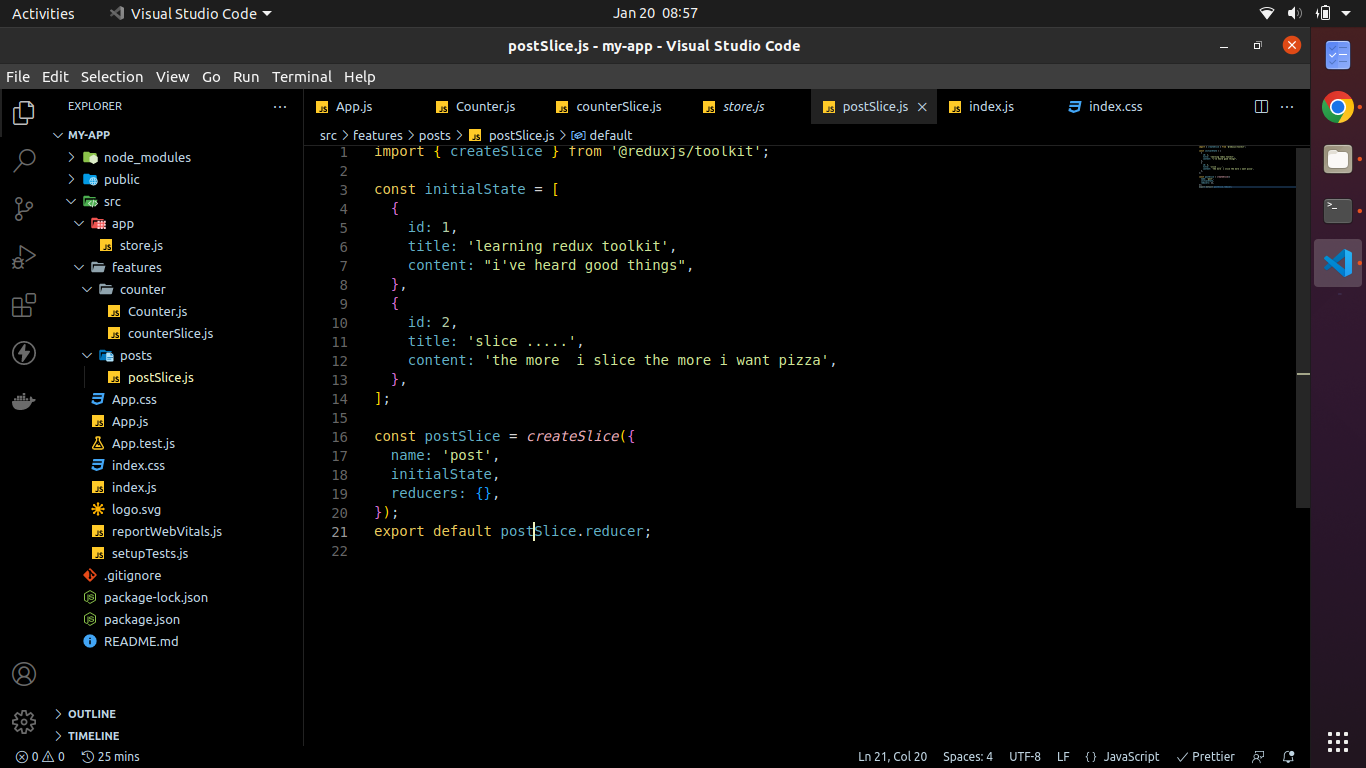 Activities Visual Studio Code Jan 20 08:57
postSlice.js - my-app - Visual Studio Code
File Edit Selection View Go Run Terminal Help
EXPLORER
MY-APP
node_modules
public
src
app
store.js
features
counter
Counter.js
counterSlice.js
posts
postSlice.js
App.css
App.js
App.test.js
index.css
index.js
logo.svg
reportWebVitals.js
setupTests.js
.gitignore
package-lock.json
package.json
README.md
OUTLINE
TIMELINE
App.js Counter.js counterSlice.js store.js postSlice.js index.js index.css
src > features > posts > postSlice.js > default
1 import { createSlice } from '@reduxjs/toolkit';
2
3 const initialState = [
4   {
5     id: 1,
6     title: 'learning redux toolkit',
7     content: "i've heard good things",
8   },
9   {
10     id: 2,
11     title: 'slice .....',
12     content: 'the more  i slice the more i want pizza',
13   },
14 ];
15
16 const postSlice = createSlice({
17   name: 'post',
18   initialState,
19   reducers: {},
20 });
21 export default postSlice.reducer;
22
0 0 25 mins Ln 21, Col 20 Spaces: 4 UTF-8 LF {} JavaScript Prettier